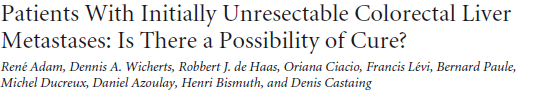 Patients With Initially Unresectable Colorectal Liver
Metastases: Is There a Possibility of Cure?
René Adam, Dennis A. Wicherts, Robbert J. de Haas, Oriana Ciacio, Francis Lévi, Bernard Paule,
Michel Ducreux, Daniel Azoulay, Henri Bismuth, and Denis Castaing